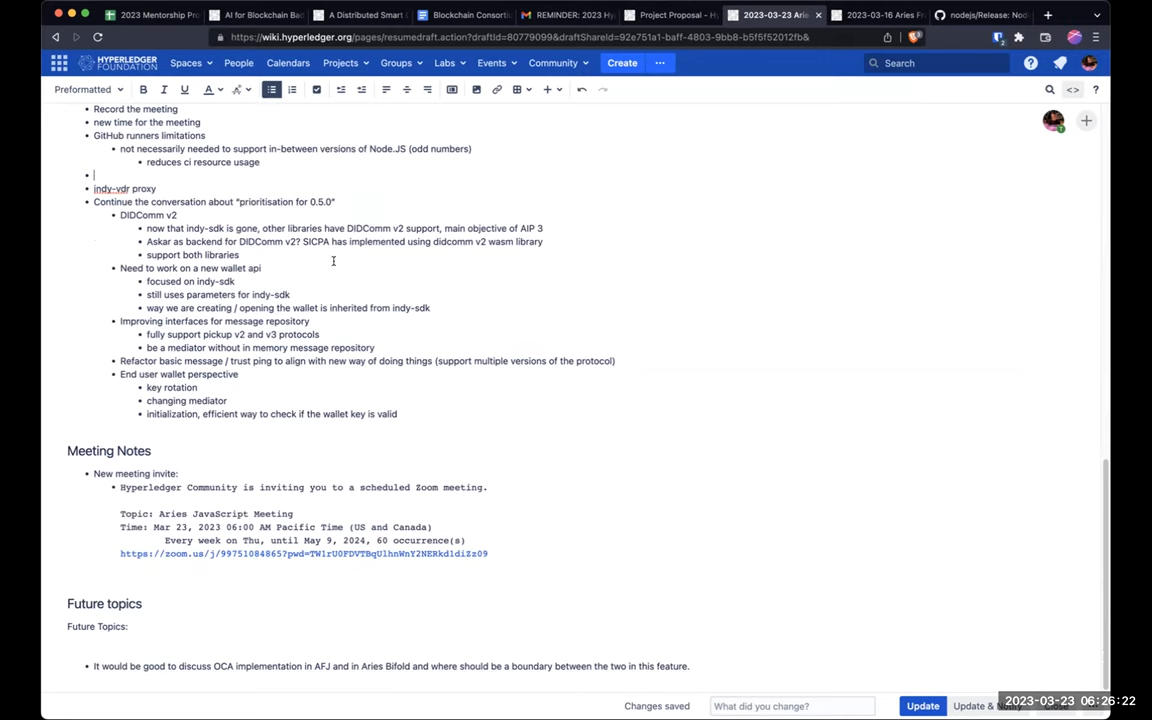 2023 Mentorship Pro
AI for Blockchain Bas
A Distributed Smart
Blockchain Consorti
REMINDER: 2023 Hy
Project Proposal - Hy
2023-03-23 Arie
2023-03-16 Aries Fr
nodejs/Release: Nod
https://wiki.hyperledger.org/pages/resumedraft.action?draftId=80779099&draftShareId=92e751a1-baff-4803-9bb8-b5f5f52012fb&
HYPERLEDGER FOUNDATION
Spaces
People
Calendars
Projects
Groups
Labs
Events
Community
Create
Search
Preformatted
Record the meeting
new time for the meeting
GitHub runners limitations
not necessarily needed to support in-between versions of Node.JS (odd numbers)
reduces ci resource usage
indy-vdr proxy
Continue the conversation about "prioritisation for 0.5.0"
DIDComm v2
now that indy-sdk is gone, other libraries have DIDComm v2 support, main objective of AIP 3
Askar as backend for DIDComm v2? SICPA has implemented using didcomm v2 wasm library
support both libraries
Need to work on a new wallet api
focused on indy-sdk
still uses parameters for indy-sdk
way we are creating / opening the wallet is inherited from indy-sdk
Improving interfaces for message repository
fully support pickup v2 and v3 protocols
be a mediator without in memory message repository
Refactor basic message / trust ping to align with new way of doing things (support multiple versions of the protocol)
End user wallet perspective
key rotation
changing mediator
initialization, efficient way to check if the wallet key is valid
Meeting Notes
New meeting invite:
Hyperledger Community is inviting you to a scheduled Zoom meeting.
Topic: Aries JavaScript Meeting
Time: Mar 23, 2023 06:00 AM Pacific Time (US and Canada)
Every week on Thu, until May 9, 2024, 60 occurrence(s)
https://zoom.us/j/99751084865?pwd=TW1rU0FDVTBqUlhnWnY2NERkd1diZz09
Future topics
Future Topics:
It would be good to discuss OCA implementation in AFJ and in Aries Bifold and where should be a boundary between the two in this feature.
Changes saved
What did you change?
Update
Update & Notify
2023-03-23 06:26:22